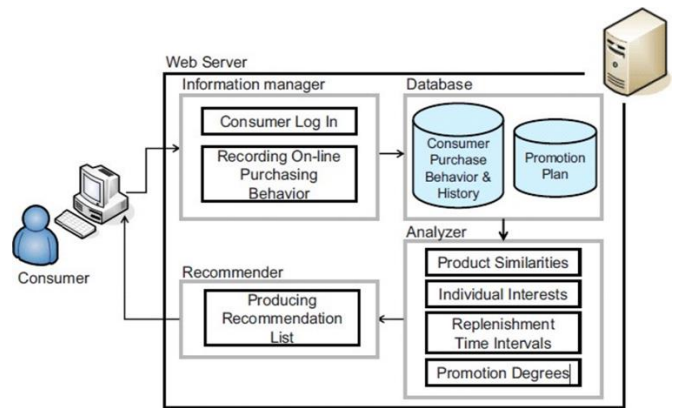 Web Server
Information manager
Consumer Log In
Recording On-line
Purchasing
Behavior
Database
Consumer
Purchase
Behavior &
History
Promotion
Plan
Consumer
Analyzer
Product Similarities
Individual Interests
Replenishment
Time Intervals
Promotion Degrees
Recommender
Producing
Recommendation
List